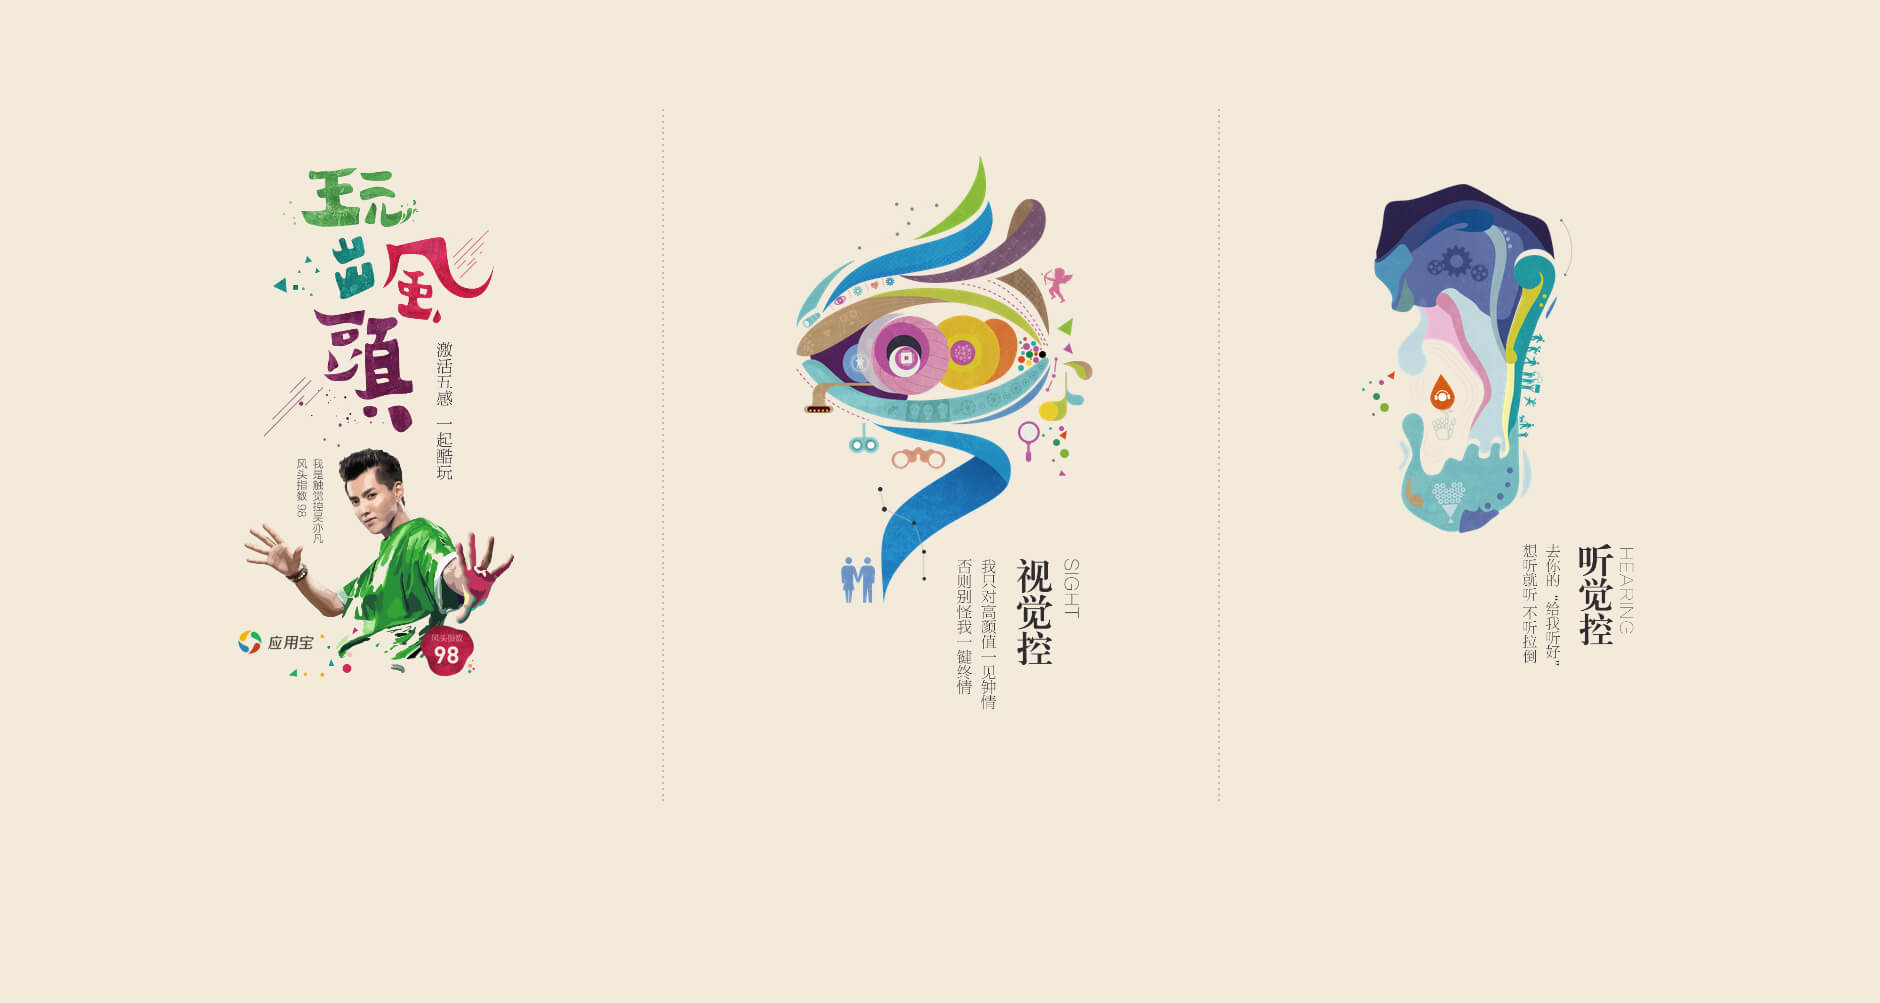 玩出風頭
激活五感 一起酷玩
我是触觉控吴亦凡
风头指数 98
应用宝
风头指数
98
SIGHT
视觉控
我只对高颜值一见钟情
否则别怪我一键终情
HEARING
听觉控
去你的“给我听好”
想听就听 不听拉倒